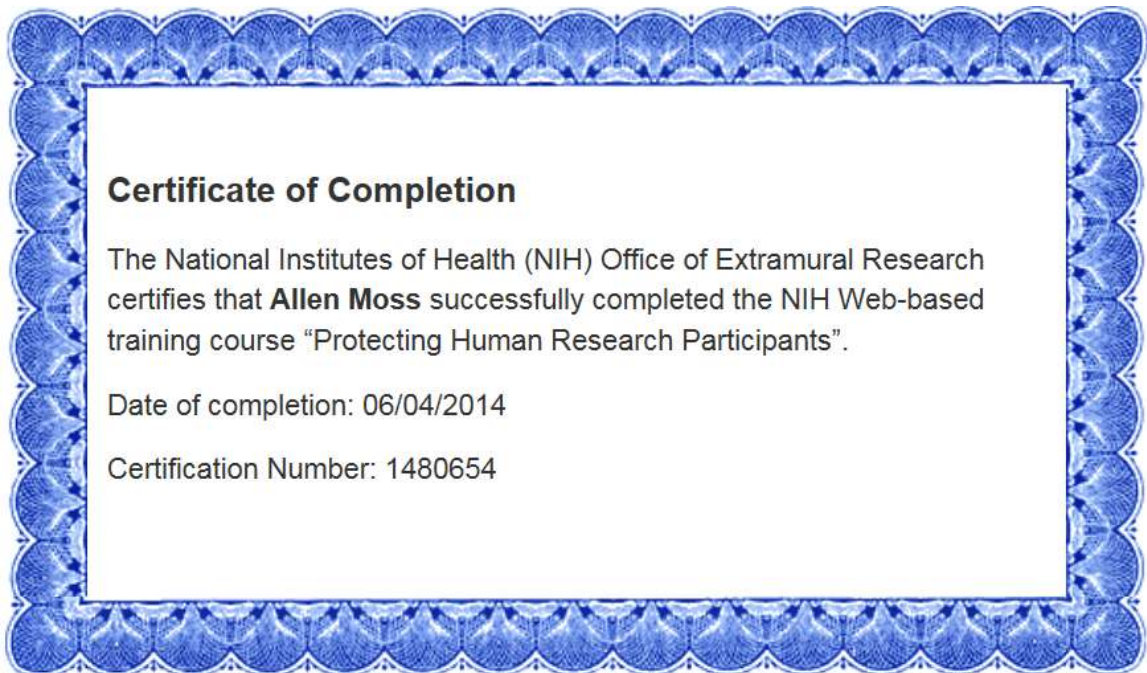 Certificate of Completion
The National Institutes of Health (NIH) Office of Extramural Research
certifies that Allen Moss successfully completed the NIH Web-based
training course “Protecting Human Research Participants”.
Date of completion: 06/04/2014
Certification Number: 1480654